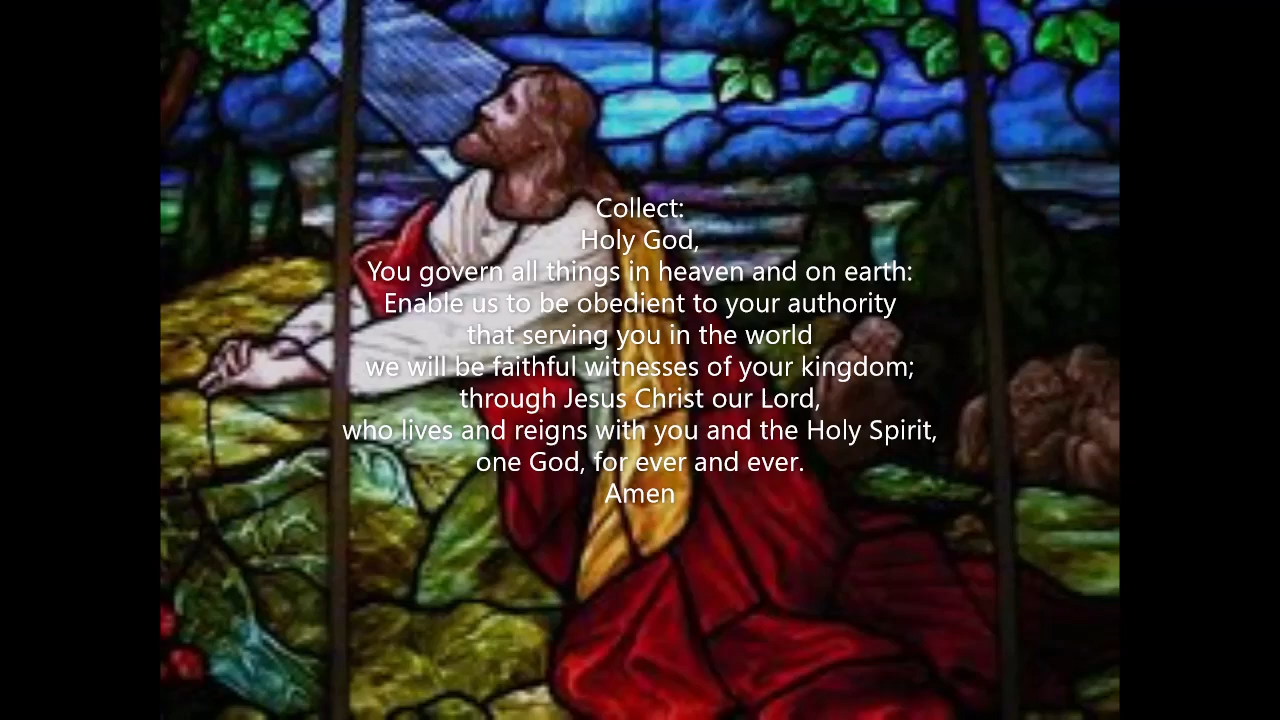 Collect:
Holy God,
You govern all things in heaven and on earth:
Enable us to be obedient to your authority
that serving you in the world
we will be faithful witnesses of your kingdom;
through Jesus Christ our Lord,
who lives and reigns with you and the Holy Spirit,
one God, for ever and ever.
Amen